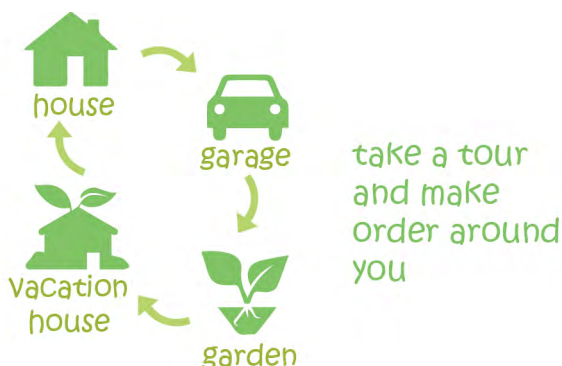 house
garage
garden
vacation
house
take a tour
and make
order around
you